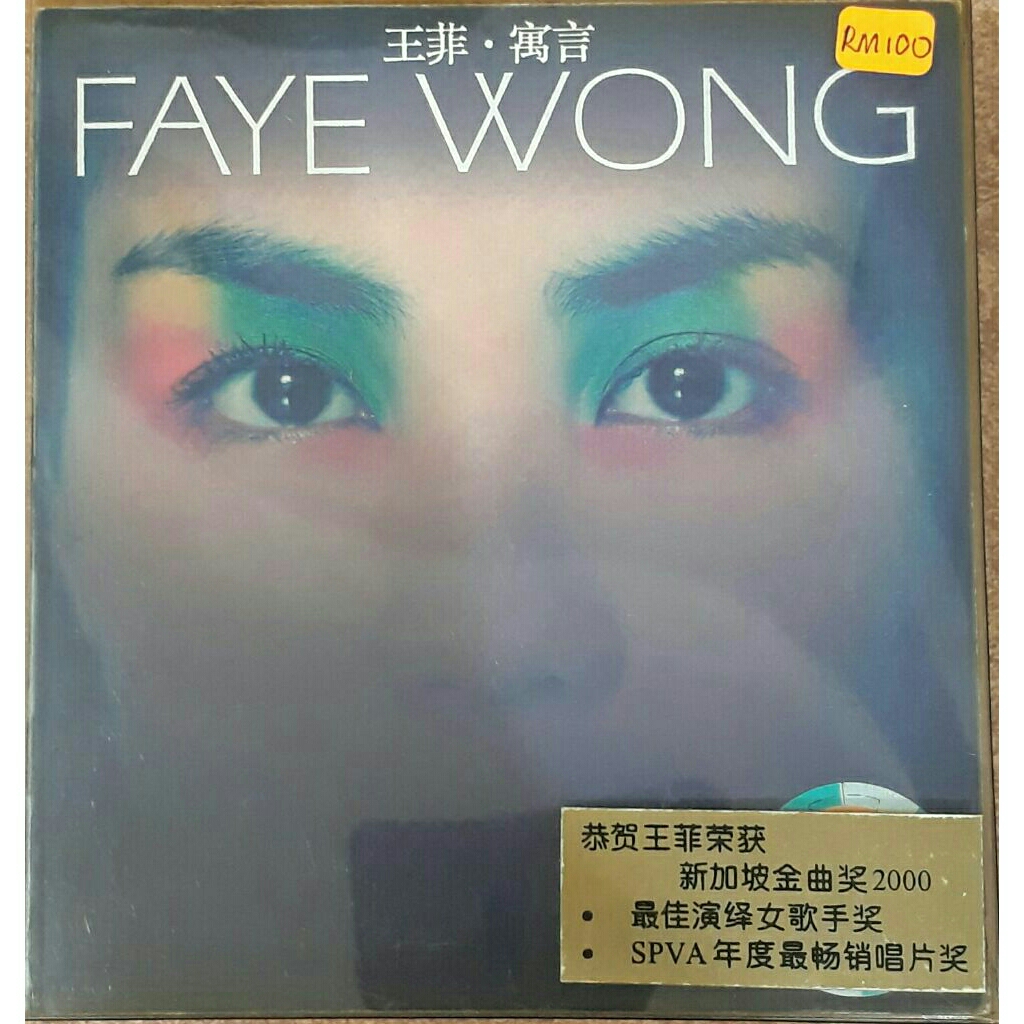 王菲·寓言
RM100
FAYE WONG
恭贺王菲荣获
新加坡金曲奖2000
• 最佳演绎女歌手奖
• SPVA年度最畅销唱片奖